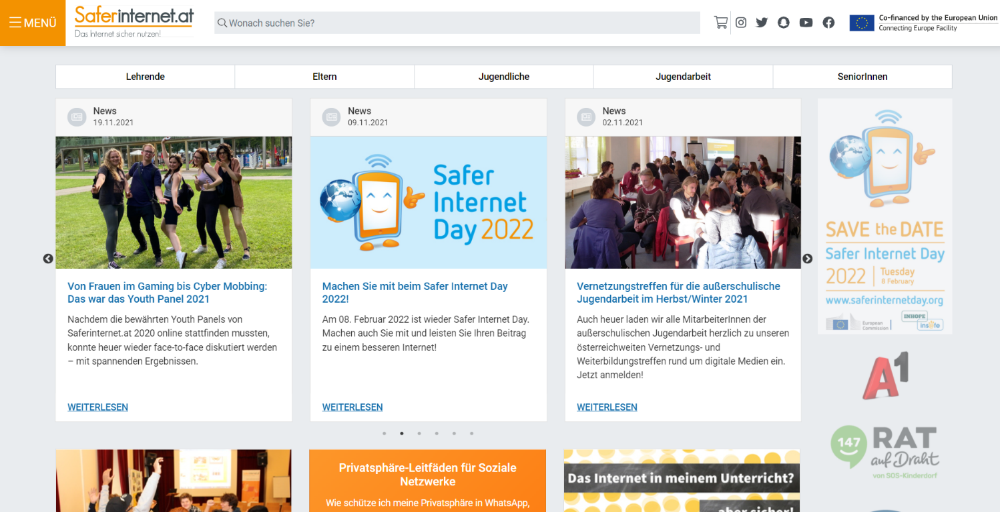 MENÜ
Saferinternet.at
Das Internet sicher nutzen!
Wonach suchen Sie?
Co-financed by the European Union
Connecting Europe Facility
Lehrende
Eltern
Jugendliche
Jugendarbeit
SeniorInnen
News
19.11.2021
Von Frauen im Gaming bis Cyber Mobbing:
Das war das Youth Panel 2021
Nachdem die bewährten Youth Panels von
Saferinternet.at 2020 online stattfinden mussten,
konnte heuer wieder face-to-face diskutiert werden
– mit spannenden Ergebnissen.
WEITERLESEN
News
09.11.2021
Safer
Internet
Day 2022
Machen Sie mit beim Safer Internet Day
2022!
Am 08. Februar 2022 ist wieder Safer Internet Day.
Machen auch Sie mit und leisten Sie Ihren Beitrag
zu einem besseren Internet!
WEITERLESEN
News
02.11.2021
Vernetzungstreffen für die außerschulische
Jugendarbeit im Herbst/Winter 2021
Auch heuer laden wir alle MitarbeiterInnen der
außerschulischen Jugendarbeit herzlich zu unseren
österreichweiten Vernetzungs- und
Weiterbildungstreffen rund um digitale Medien ein.
Jetzt anmelden!
WEITERLESEN
SAVE the DATE
Safer Internet Day
2022 | Tuesday
8 February
www.saferinternetday.org
European
Commission
INHOPE
insafe
A1
147
RAT
auf Draht
von SOS-Kinderdorf
Privatsphäre-Leitfäden für Soziale
Netzwerke
Wie schütze ich meine Privatsphäre in WhatsApp,
Das Internet in meinem Unterricht?
aber sicher!